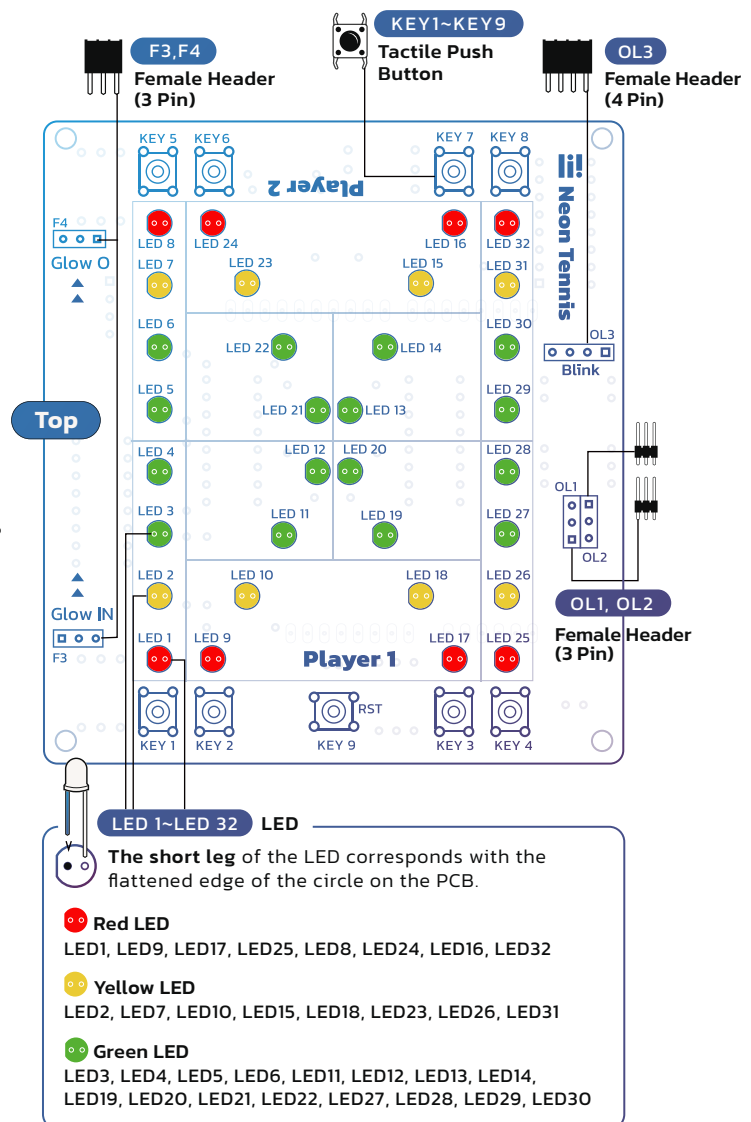 KEY1~KEY9
F3,F4
OL3
Female Header
(3 Pin)
Tactile Push
Button
Female Header
(4 Pin)
KEY 5
KEY6
KEY 7
KEY 8
Player 2
Neon Tennis
F4
Glow O
LED 8
LED 24
LED 16
LED 32
LED 7
LED 23
LED 15
LED 31
LED 6
LED 22
LED 14
LED 30
OL3
Blink
LED 5
LED 21
LED 13
LED 29
Top
LED 4
LED 12
LED 20
LED 28
OL1
LED 3
LED 11
LED 19
LED 27
OL2
LED 2
LED 10
LED 18
LED 26
OL1, OL2
Female Header
(3 Pin)
Glow IN
F3
LED 1
LED 9
LED 17
LED 25
Player 1
RST
KEY 1
KEY 2
KEY 9
KEY 3
KEY 4
LED 1~LED 32 LED
The short leg of the LED corresponds with the
flattened edge of the circle on the PCB.
Red LED
LED1, LED9, LED17, LED25, LED8, LED24, LED16, LED32
Yellow LED
LED2, LED7, LED10, LED15, LED18, LED23, LED26, LED31
Green LED
LED3, LED4, LED5, LED6, LED11, LED12, LED13, LED14,
LED19, LED20, LED21, LED22, LED27, LED28, LED29, LED30